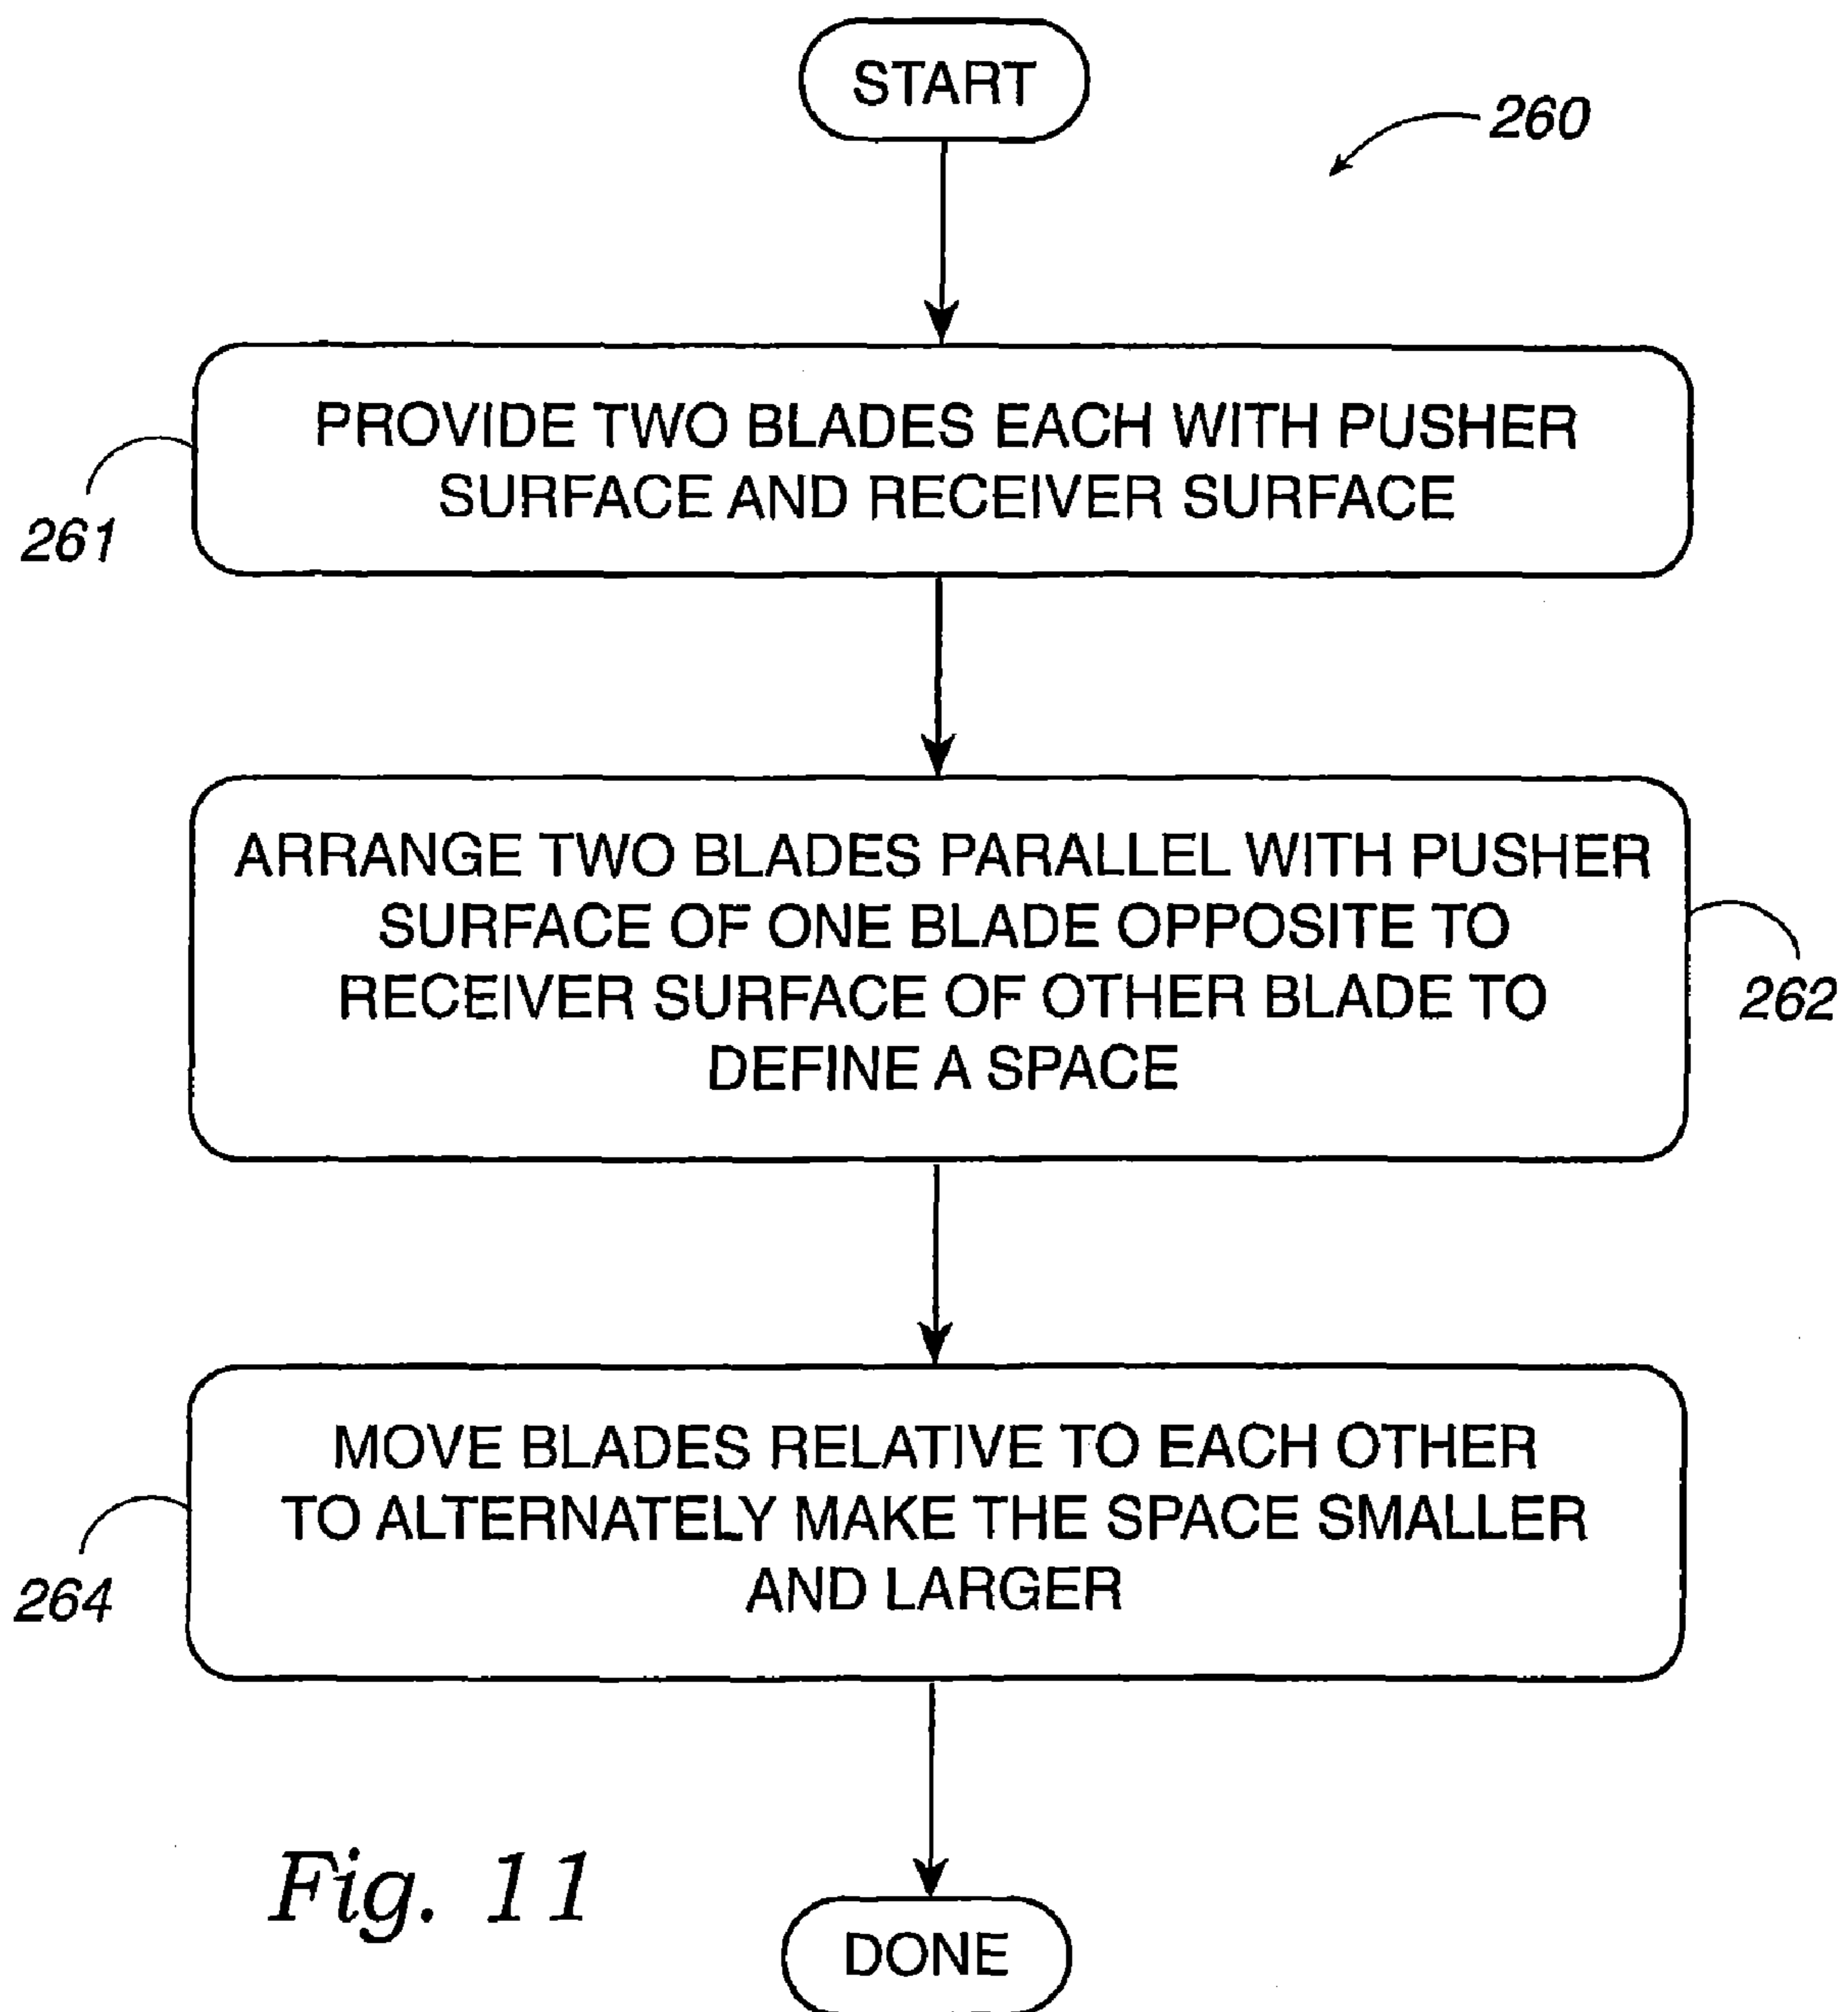 START
260
PROVIDE TWO BLADES EACH WITH PUSHER
SURFACE AND RECEIVER SURFACE
261
ARRANGE TWO BLADES PARALLEL WITH PUSHER
SURFACE OF ONE BLADE OPPOSITE TO
RECEIVER SURFACE OF OTHER BLADE TO
DEFINE A SPACE
262
MOVE BLADES RELATIVE TO EACH OTHER
TO ALTERNATELY MAKE THE SPACE SMALLER
AND LARGER
264
Fig. 11
DONE